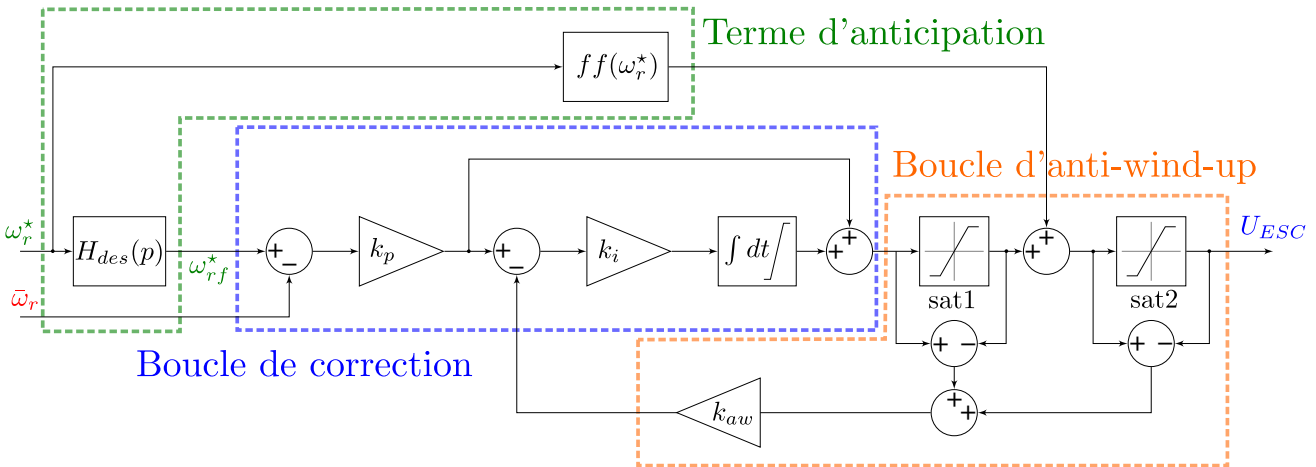 Terme d'anticipation
ff(ω_r^⋆)
Boucle d'anti-wind-up
ω_r^⋆
H_des(p)
ω_rf^⋆
+
−
k_p
+
−
k_i
∫ dt
+
+
sat1
+
+
sat2
U_ESC
ω̄_r
+ −
+ −
Boucle de correction
k_aw
+
+